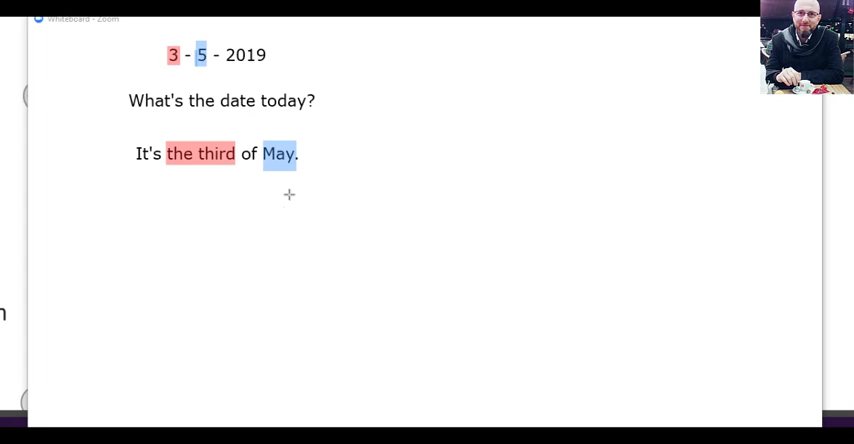 Whiteboard - Zoom
3 - 5 - 2019
What's the date today?
It's the third of May.
n